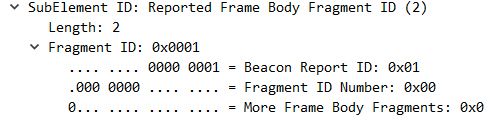 SubElement ID: Reported Frame Body Fragment ID (2)
Length: 2
Fragment ID: 0x0001
.... .... 0000 0001 = Beacon Report ID: 0x01
.000 0000 .... .... = Fragment ID Number: 0x00
0... .... .... .... = More Frame Body Fragments: 0x0